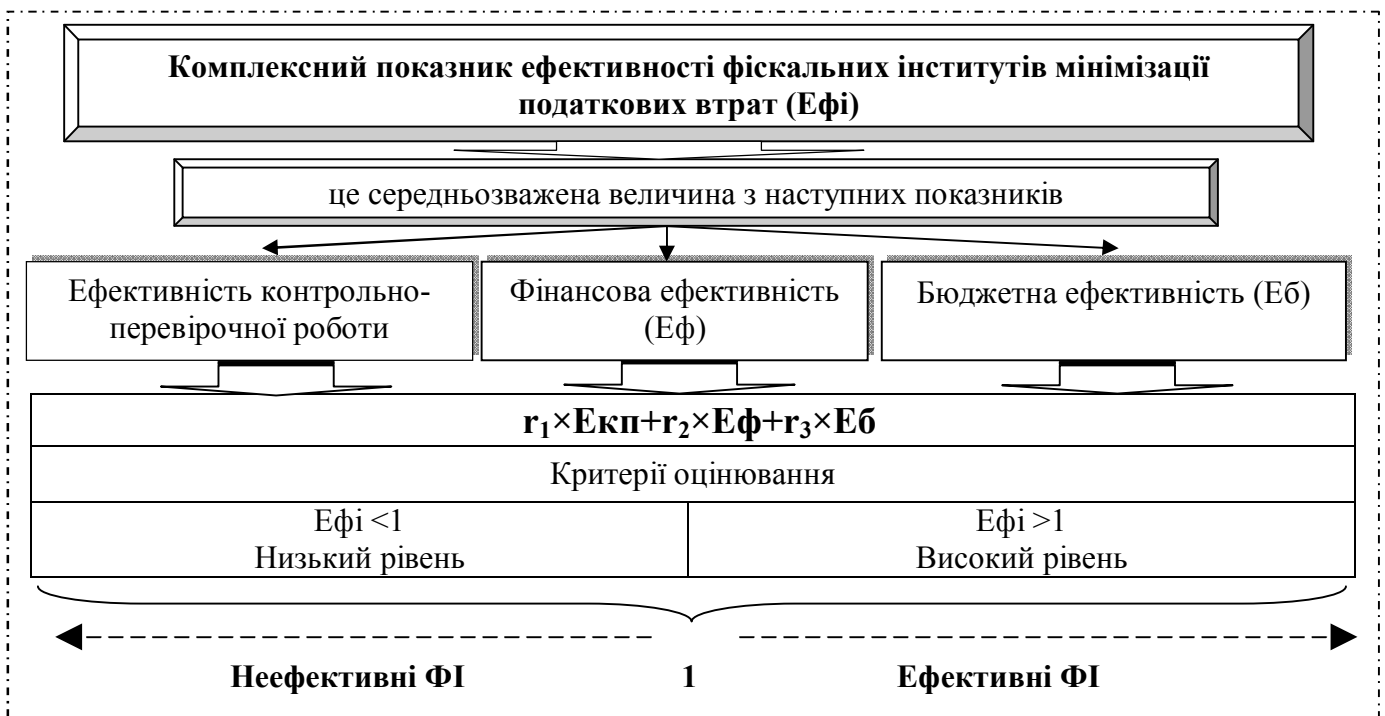 Комплексний показник ефективності фіскальних інститутів мінімізації
податкових втрат (Ефі)
це середньозважена величина з наступних показників
Ефективність контрольно-
перевірочної роботи
Фінансова ефективність
(Еф)
Бюджетна ефективність (Еб)
r₁×Екп+r₂×Еф+r₃×Еб
Критерії оцінювання
Ефі <1
Низький рівень
Ефі >1
Високий рівень
Неефективні ФІ
1
Ефективні ФІ